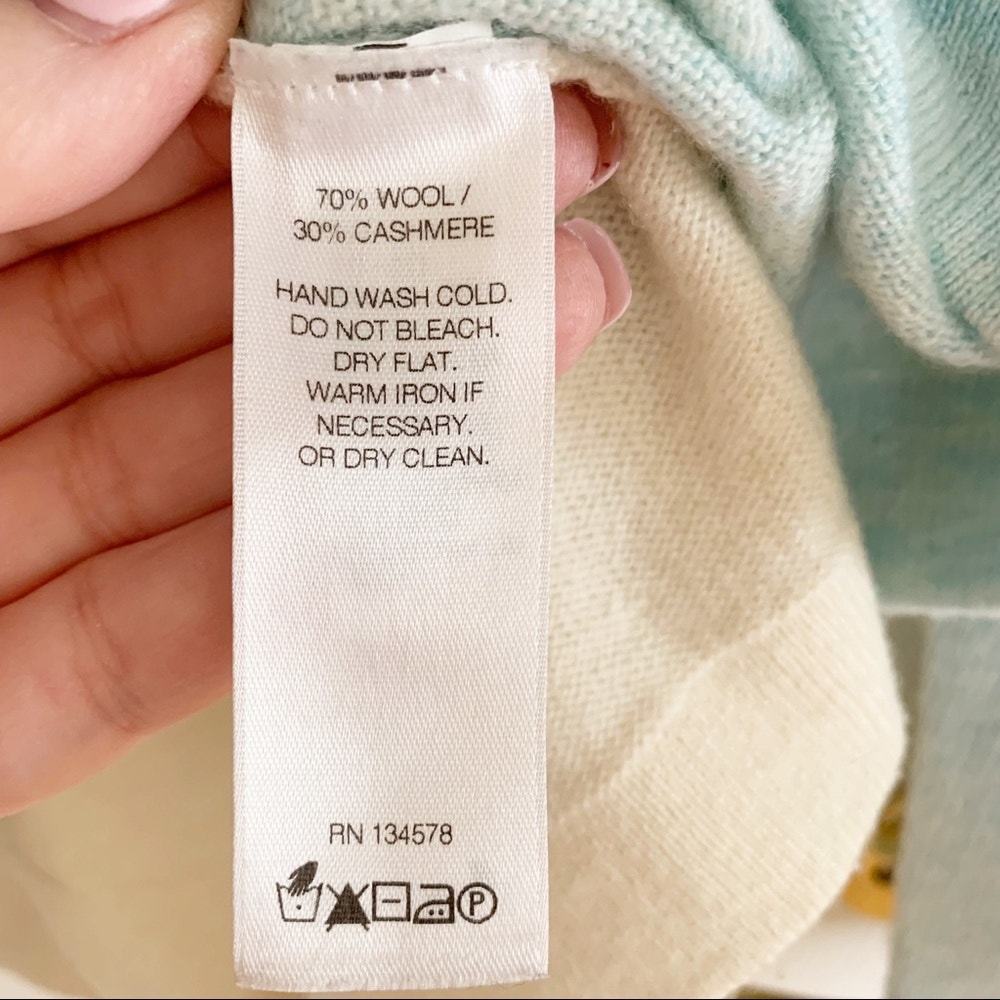 70% WOOL /
30% CASHMERE
HAND WASH COLD.
DO NOT BLEACH.
DRY FLAT.
WARM IRON IF
NECESSARY.
OR DRY CLEAN.
RN 134578
P